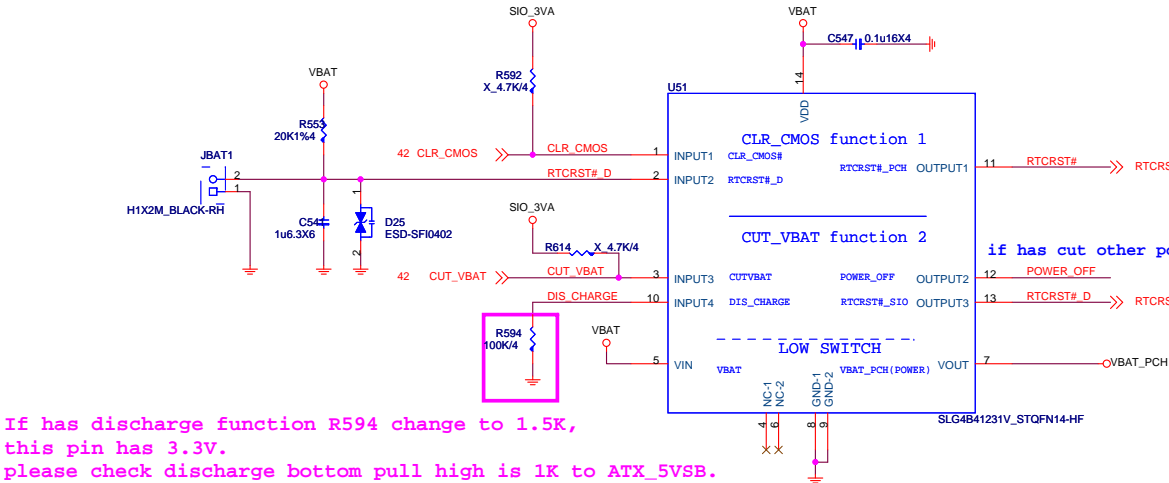 SIO_3VA
VBAT
C547 0.1u16X4
R592
X_4.7K/4
VBAT
14
U51
VDD
R553
20K1%4
CLR_CMOS function 1
JBAT1
42 CLR_CMOS
CLR_CMOS
1
INPUT1
CLR_CMOS#
RTCRST#_PCH
OUTPUT1
11
RTCRST#
RTCRS
2
RTCRST#_D
2
INPUT2
RTCRST#_D
1
H1X2M_BLACK-RH
1
SIO_3VA
C541
1u6.3X6
D25
ESD-SFI0402
2
CUT_VBAT function 2
R614
X_4.7K/4
if has cut other po
42 CUT_VBAT
CUT_VBAT
3
INPUT3
CUTVBAT
POWER_OFF
OUTPUT2
12
POWER_OFF
DIS_CHARGE
10
INPUT4
DIS_CHARGE
RTCRST#_SIO
OUTPUT3
13
RTCRST#_D
RTCRS
R594
100K/4
VBAT
LOW SWITCH
5
VIN
VBAT
VBAT_PCH(POWER)
VOUT
7
VBAT_PCH
NC-1
NC-2
GND-1
GND-2
4
6
8
9
SLG4B41231V_STQFN14-HF
If has discharge function R594 change to 1.5K,
this pin has 3.3V.
please check discharge bottom pull high is 1K to ATX_5VSB.